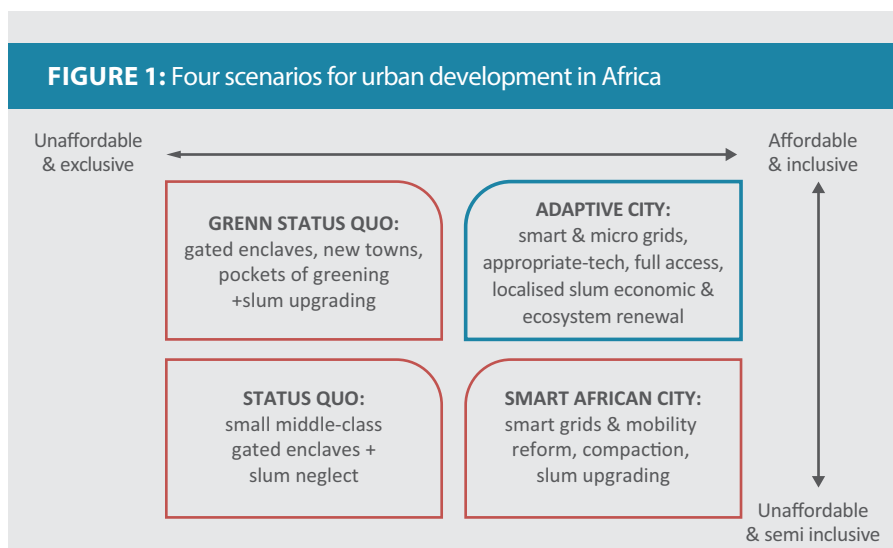 FIGURE 1: Four scenarios for urban development in Africa
Unaffordable
& exclusive
Affordable
& inclusive
GRENN STATUS QUO:
gated enclaves, new towns,
pockets of greening
+slum upgrading
ADAPTIVE CITY:
smart & micro grids,
appropriate-tech, full access,
localised slum economic &
ecosystem renewal
STATUS QUO:
small middle-class
gated enclaves +
slum neglect
SMART AFRICAN CITY:
smart grids & mobility
reform, compaction,
slum upgrading
Unaffordable
& semi inclusive